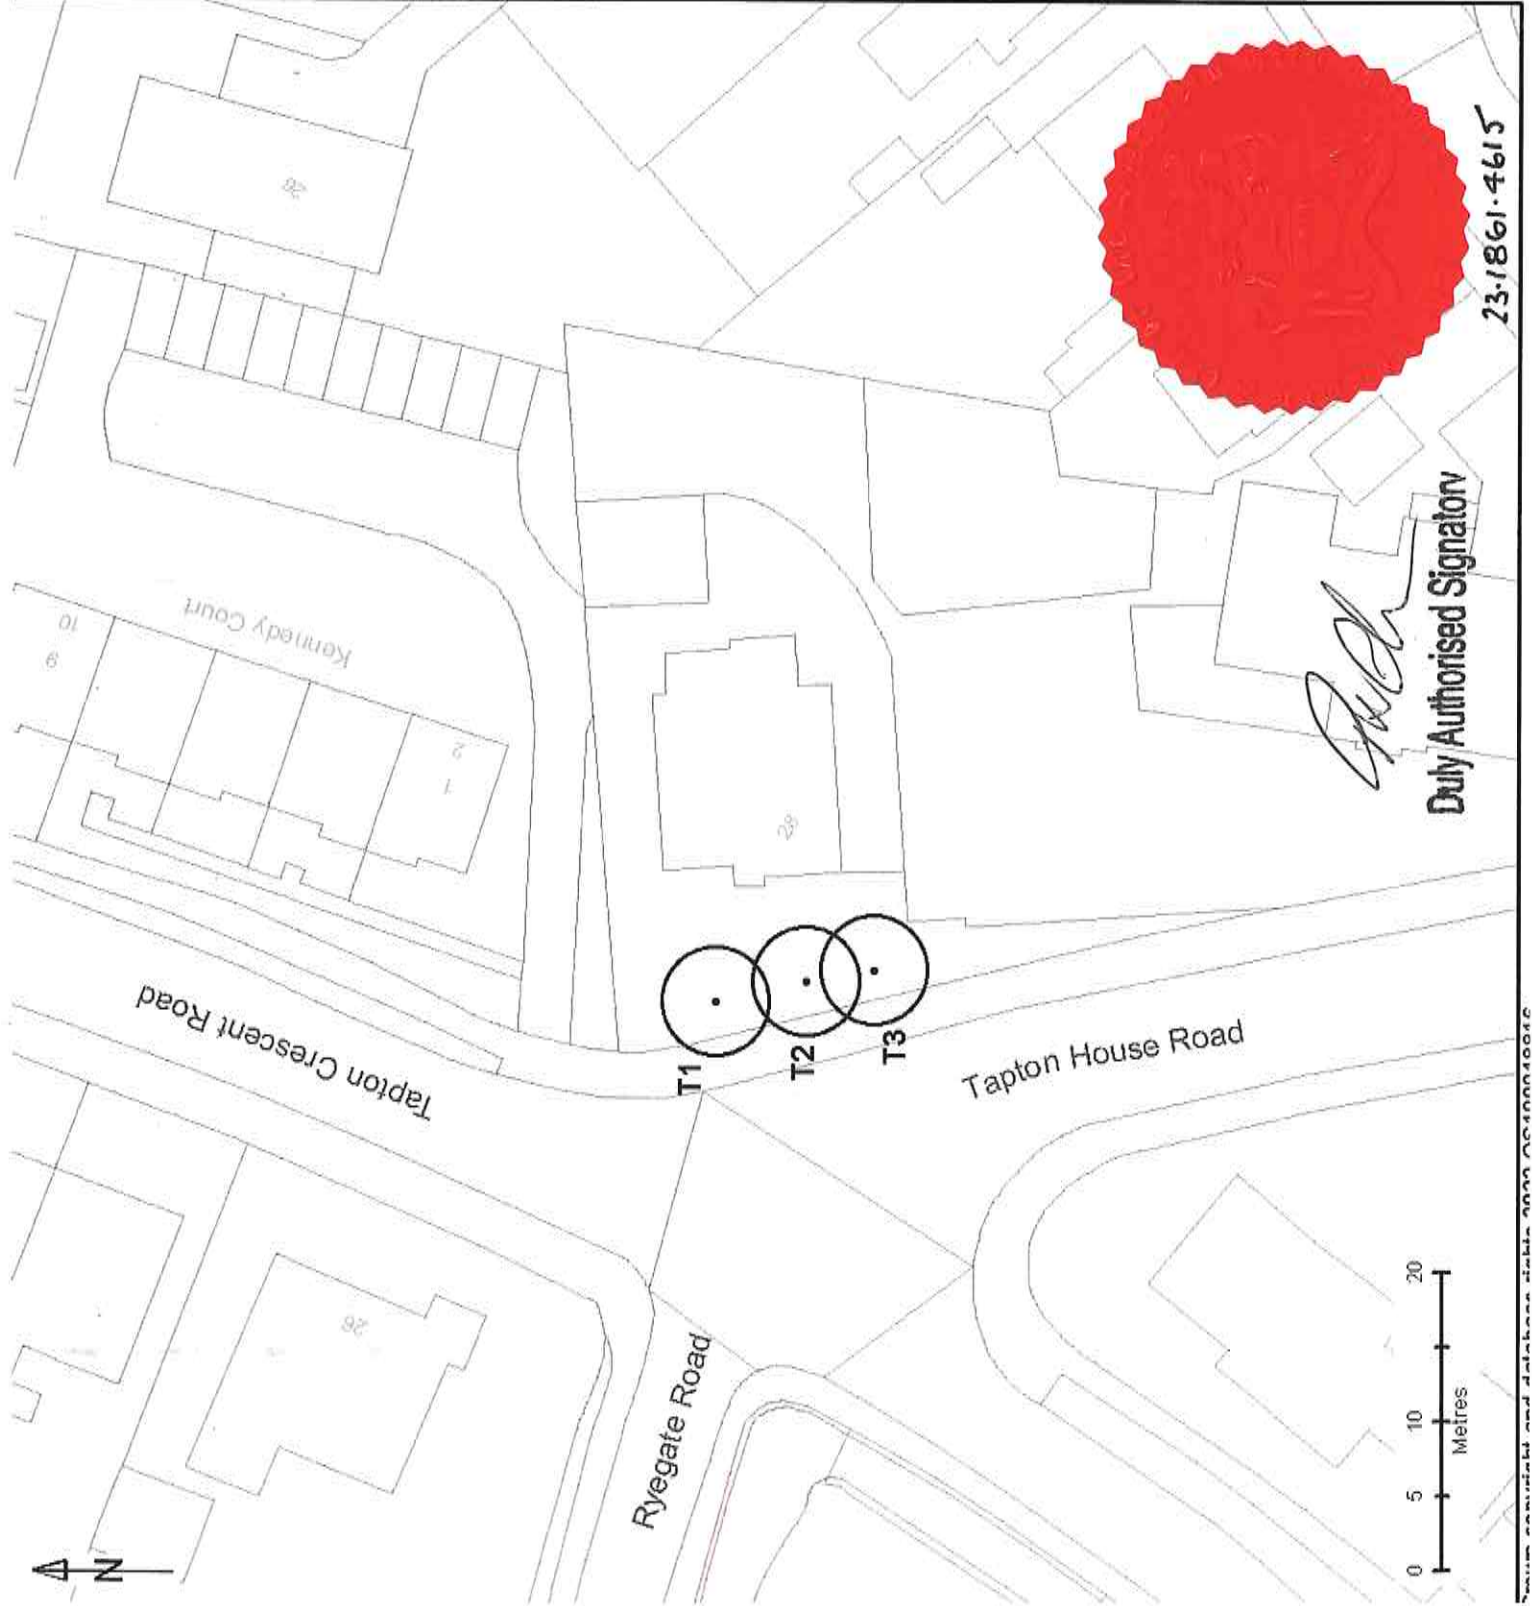 26
10
9
Kennedy Court
2
1
28
Tapton Crescent Road
T1
T2
T3
Tapton House Road
26
Ryegate Road
N
0 5 10 20
Metres
23.1861.4615
Duly Authorised Signatory